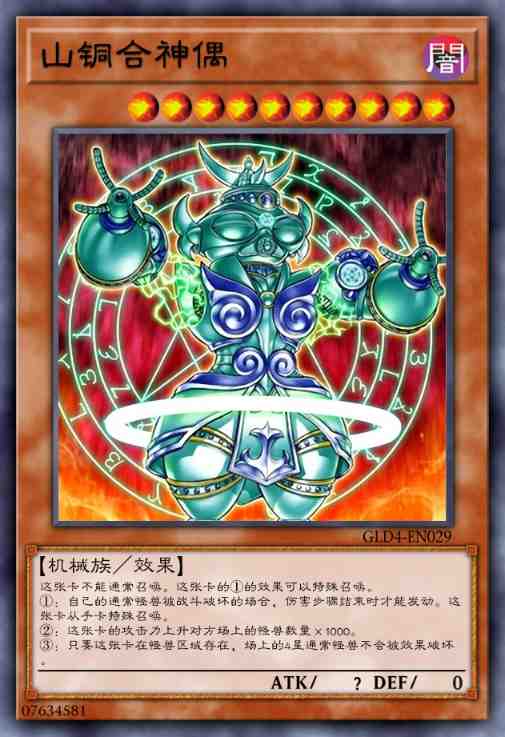 山铜合神偶
闇
GLD4-EN029
【机械族／效果】
这张卡不能通常召唤。这张卡的①的效果可以特殊召唤。
①：自己的通常怪兽被战斗破坏的场合，伤害步骤结束时才能发动。这
张卡从手卡特殊召唤。
②：这张卡的攻击力上升对方场上的怪兽数量×1000。
③：只要这张卡在怪兽区域存在，场上的4星通常怪兽不会被效果破坏
。
ATK/ ? DEF/ 0
07634581